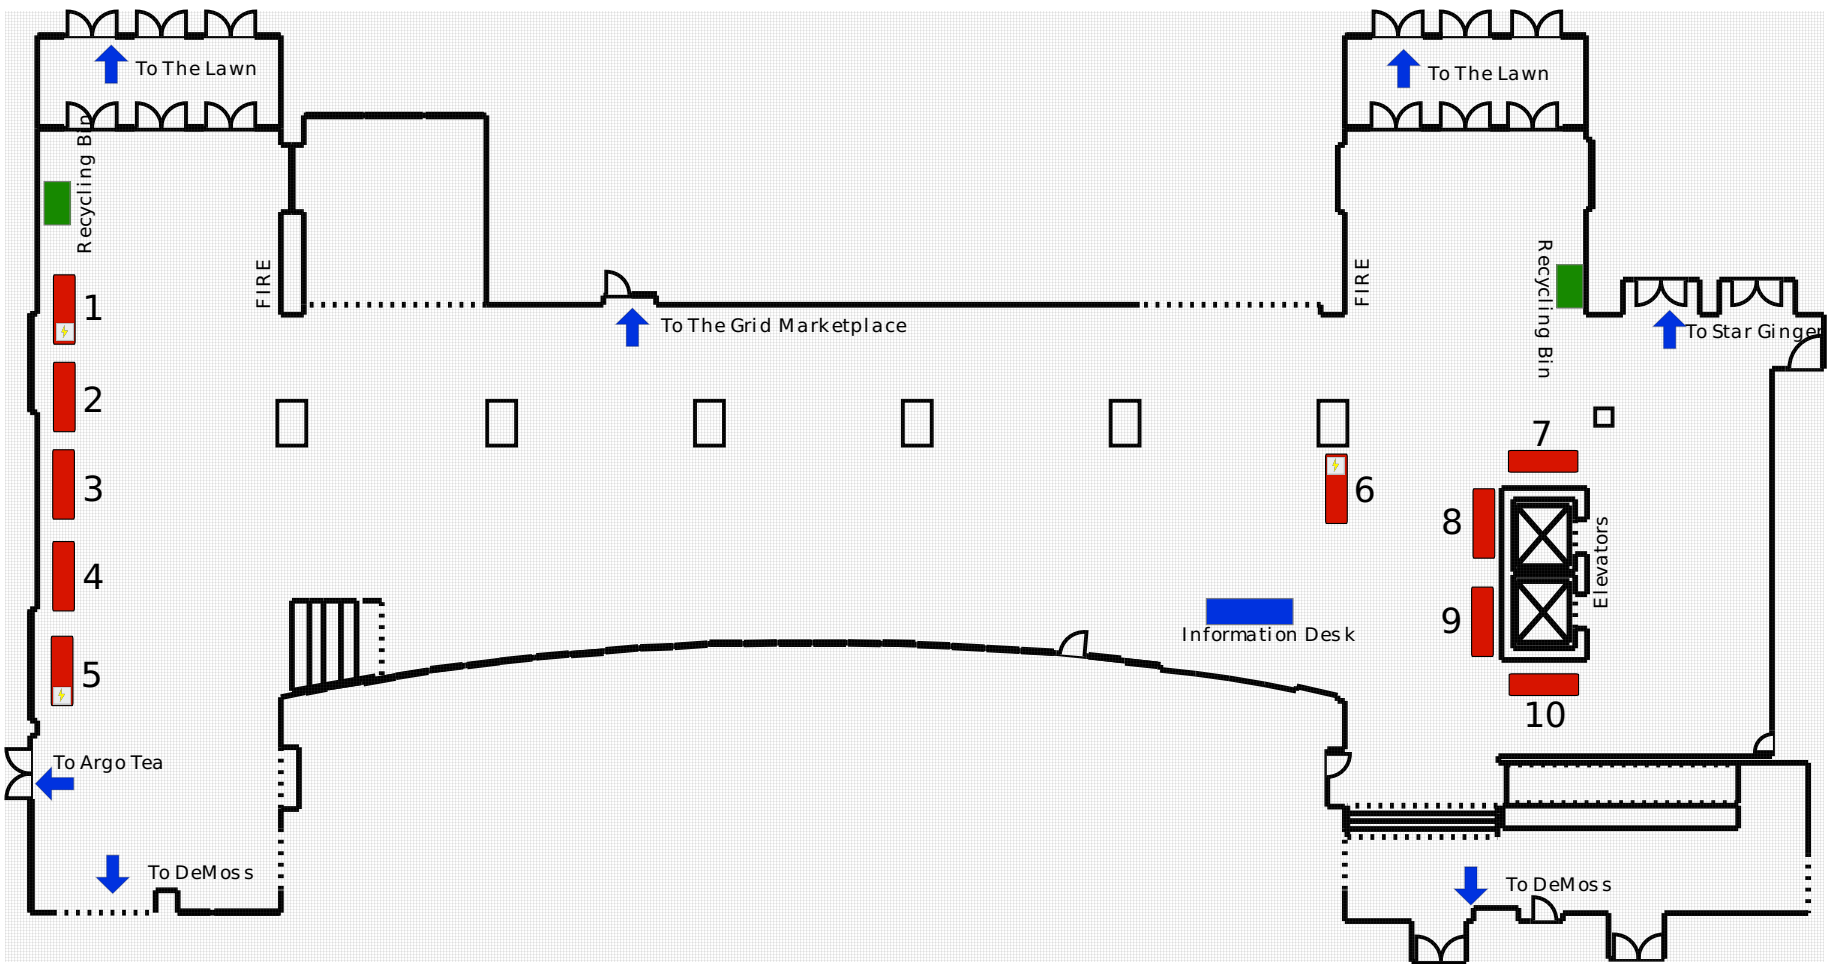 To The Lawn
To The Lawn
Recycling Bin
FIRE
FIRE
Recycling Bin
1
To The Grid Marketplace
To Star Ginger
2
7
3
6
8
Elevators
4
9
Information Desk
5
10
To Argo Tea
To DeMoss
To DeMoss